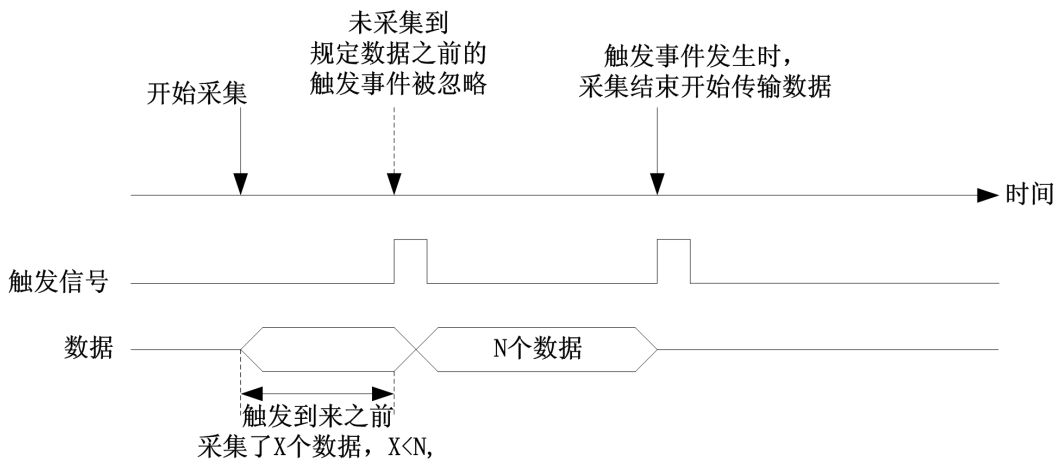 未采集到
规定数据之前的
触发事件被忽略
触发事件发生时，
采集结束开始传输数据
开始采集
时间
触发信号
数据
N个数据
触发到来之前
采集了X个数据，X<N，